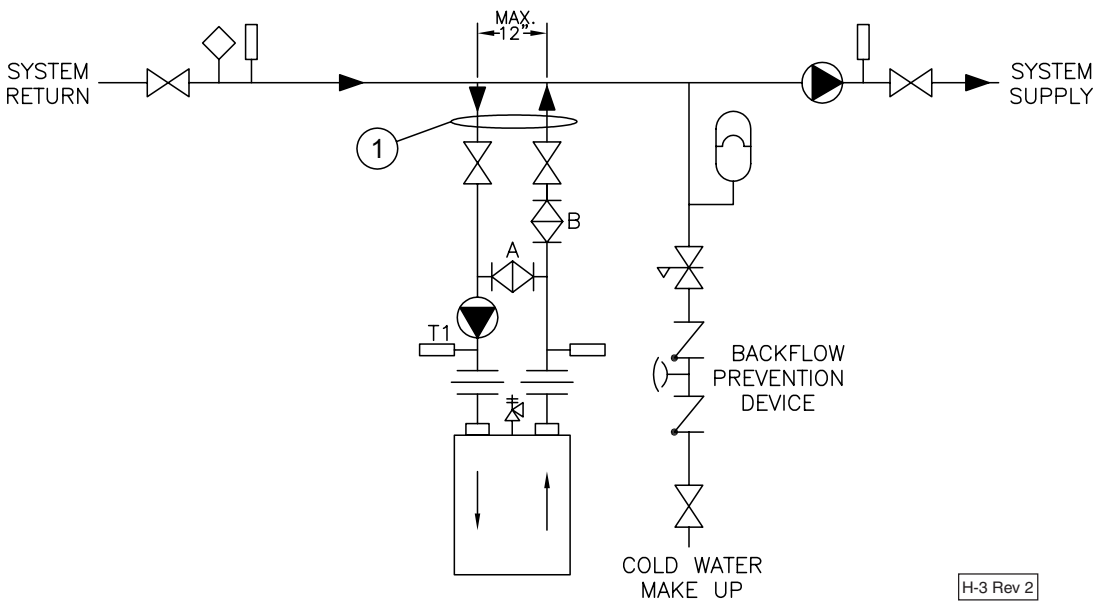 MAX.
12"
SYSTEM
RETURN
SYSTEM
SUPPLY
1
B
A
T1
BACKFLOW
PREVENTION
DEVICE
COLD WATER
MAKE UP
H-3 Rev 2